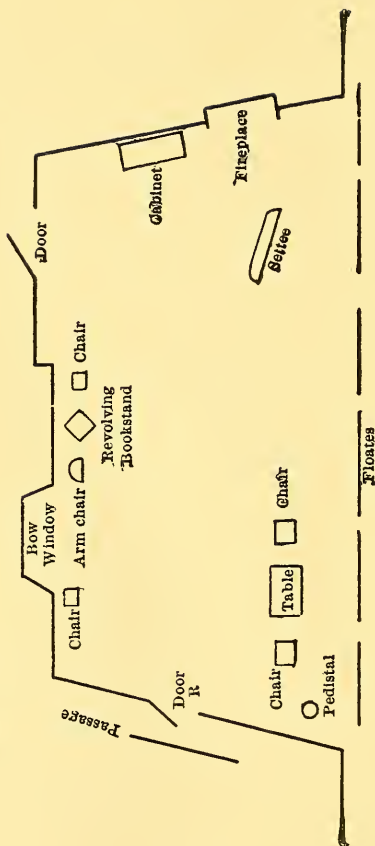 Bow
Window
Door
Chair
Arm chair
Chair
Revolving
Bookstand
Passage
Cabinet
Door
R
Fireplace
Settee
Chair
Table
Chair
Pedistal
Floates